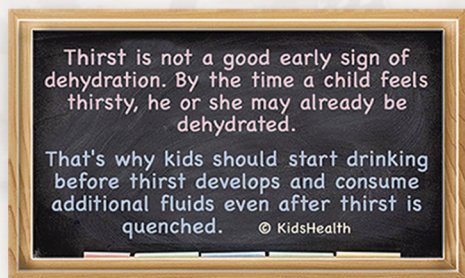 Thirst is not a good early sign of
dehydration. By the time a child feels
thirsty, he or she may already be
dehydrated.
That's why kids should start drinking
before thirst develops and consume
additional fluids even after thirst is
quenched. © KidsHealth